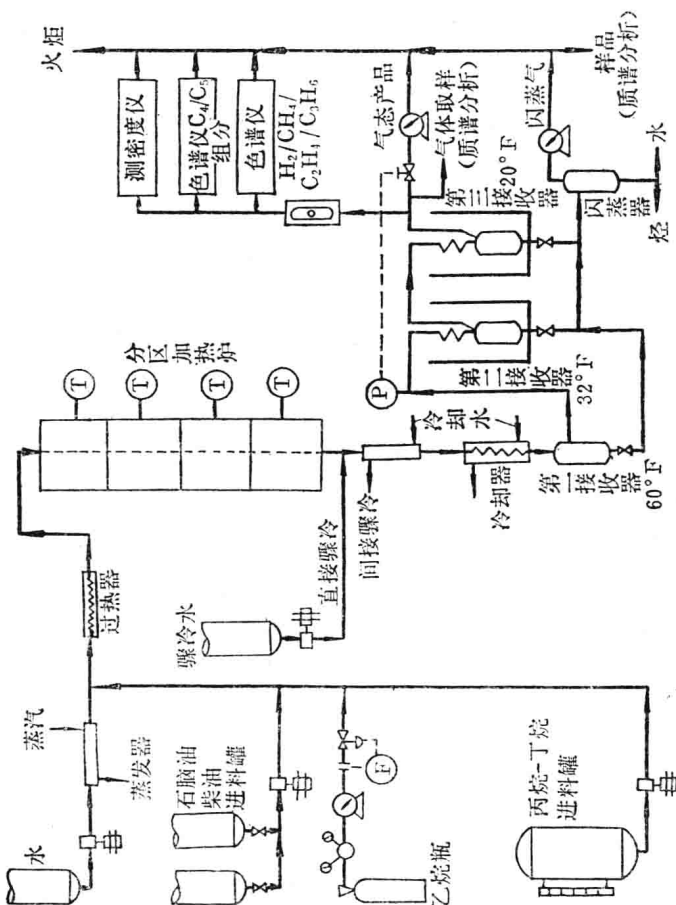 水
蒸汽
蒸发器
过热器
石脑油
柴油
进料罐
乙烷瓶
丙烷-丁烷
进料罐
F
骤冷水
直接骤冷
间接骤冷
分区加热炉
T
T
T
T
冷却水
冷却器
第一接收器
60°F
P
第二接收器
32°F
第三接收器
20°F
测密度仪
色谱仪C₄/C₅
组分
色谱仪
H₂/CH₄/
C₂H₄/C₃H₆
火炬
气态产品
气体取样
(质谱分析)
闪蒸气
闪蒸器
样品
(质谱分析)
水
烃